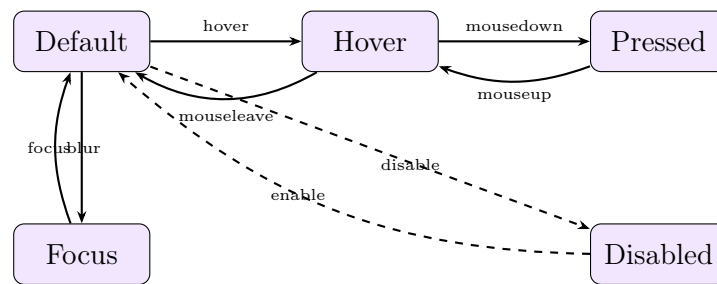 hover
mousedown
Default
Hover
Pressed
mouseleave
mouseup
focus
blur
disable
enable
Focus
Disabled